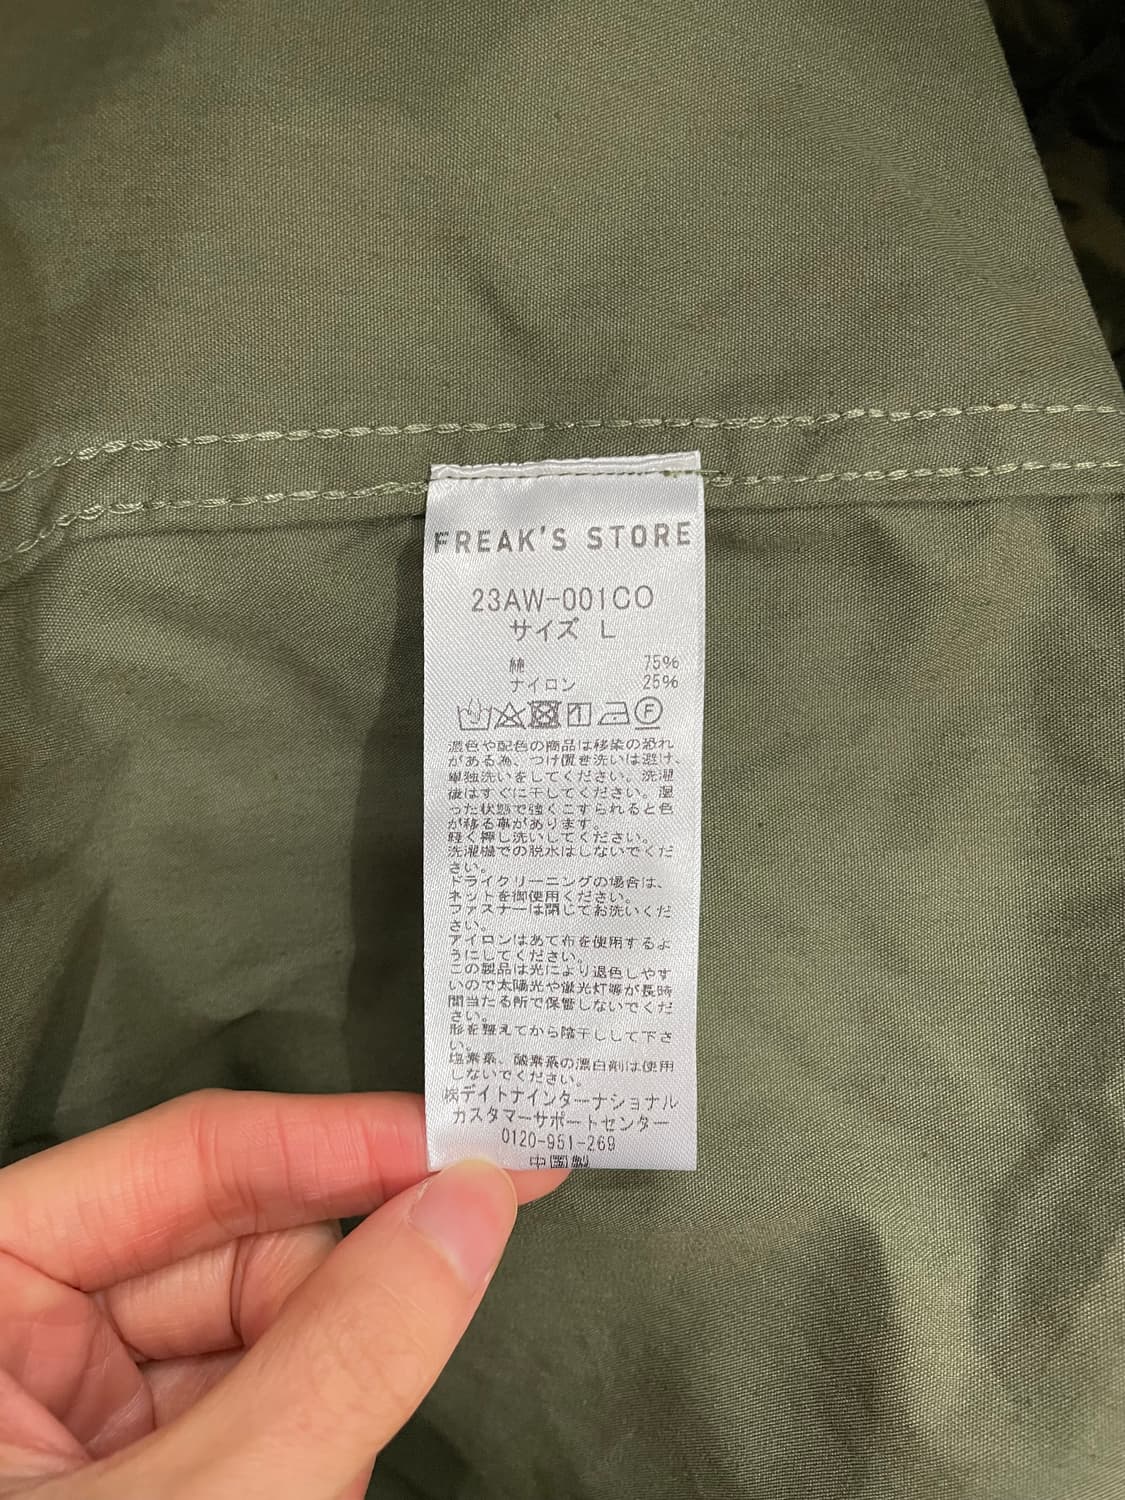 FREAK'S STORE
23AW-001CO
サイズ L
綿 75%
ナイロン 25%
F
濃色や配色の商品は移染の恐れ
がある為、つけ置き洗いは避け、
単独洗いをしてください。洗濯
後はすぐに干してください。湿
った状態で強くこすられると色
が移る事があります。
軽く押し洗いしてください。
洗濯機での脱水はしないでくだ
さい。
ドライクリーニングの場合は、
ネットを御使用ください。
ファスナーは閉じてお洗いくだ
さい。
アイロンはあて布を使用するよ
うにしてください。
この製品は光により退色しやす
いので太陽光や蛍光灯等が長時
間当たる所で保管しないでくだ
さい。
形を整えてから陰干しして下さ
い。
塩素系、酸素系の漂白剤は使用
しないでください。
㈱デイトナインターナショナル
カスタマーサポートセンター
0120-951-269
中国製